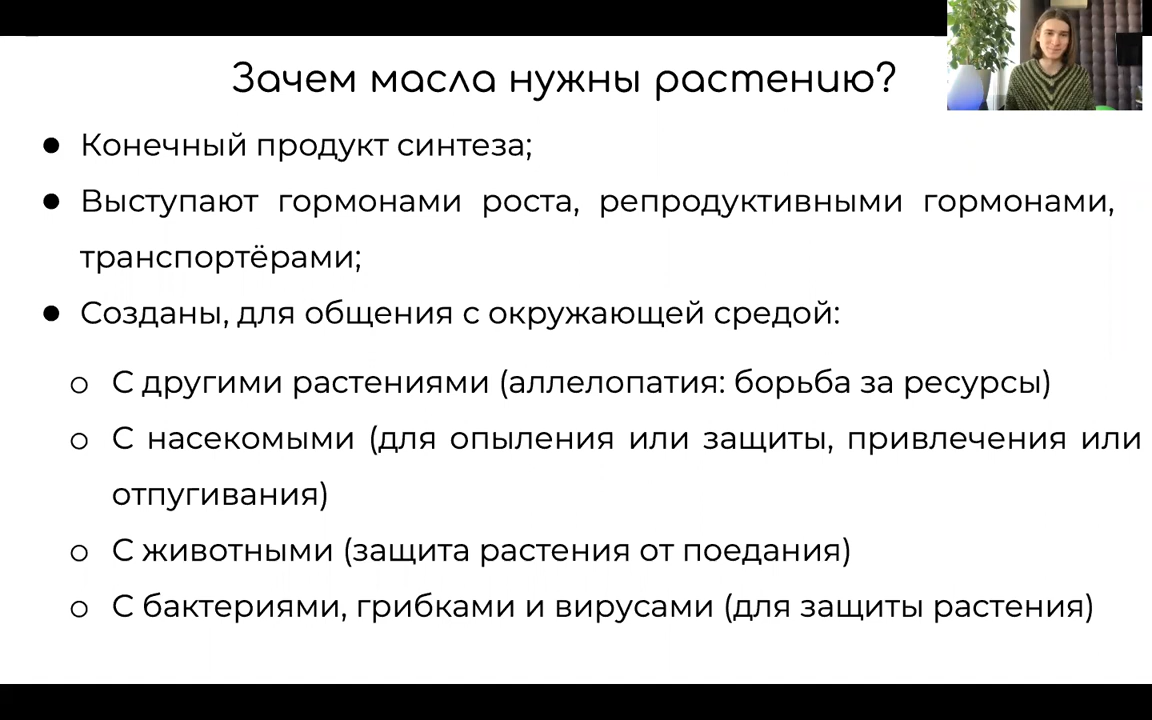 Зачем масла нужны растению?
● Конечный продукт синтеза;
● Выступают гормонами роста, репродуктивными гормонами,
транспортёрами;
● Созданы, для общения с окружающей средой:
○ С другими растениями (аллелопатия: борьба за ресурсы)
○ С насекомыми (для опыления или защиты, привлечения или
отпугивания)
○ С животными (защита растения от поедания)
○ С бактериями, грибками и вирусами (для защиты растения)